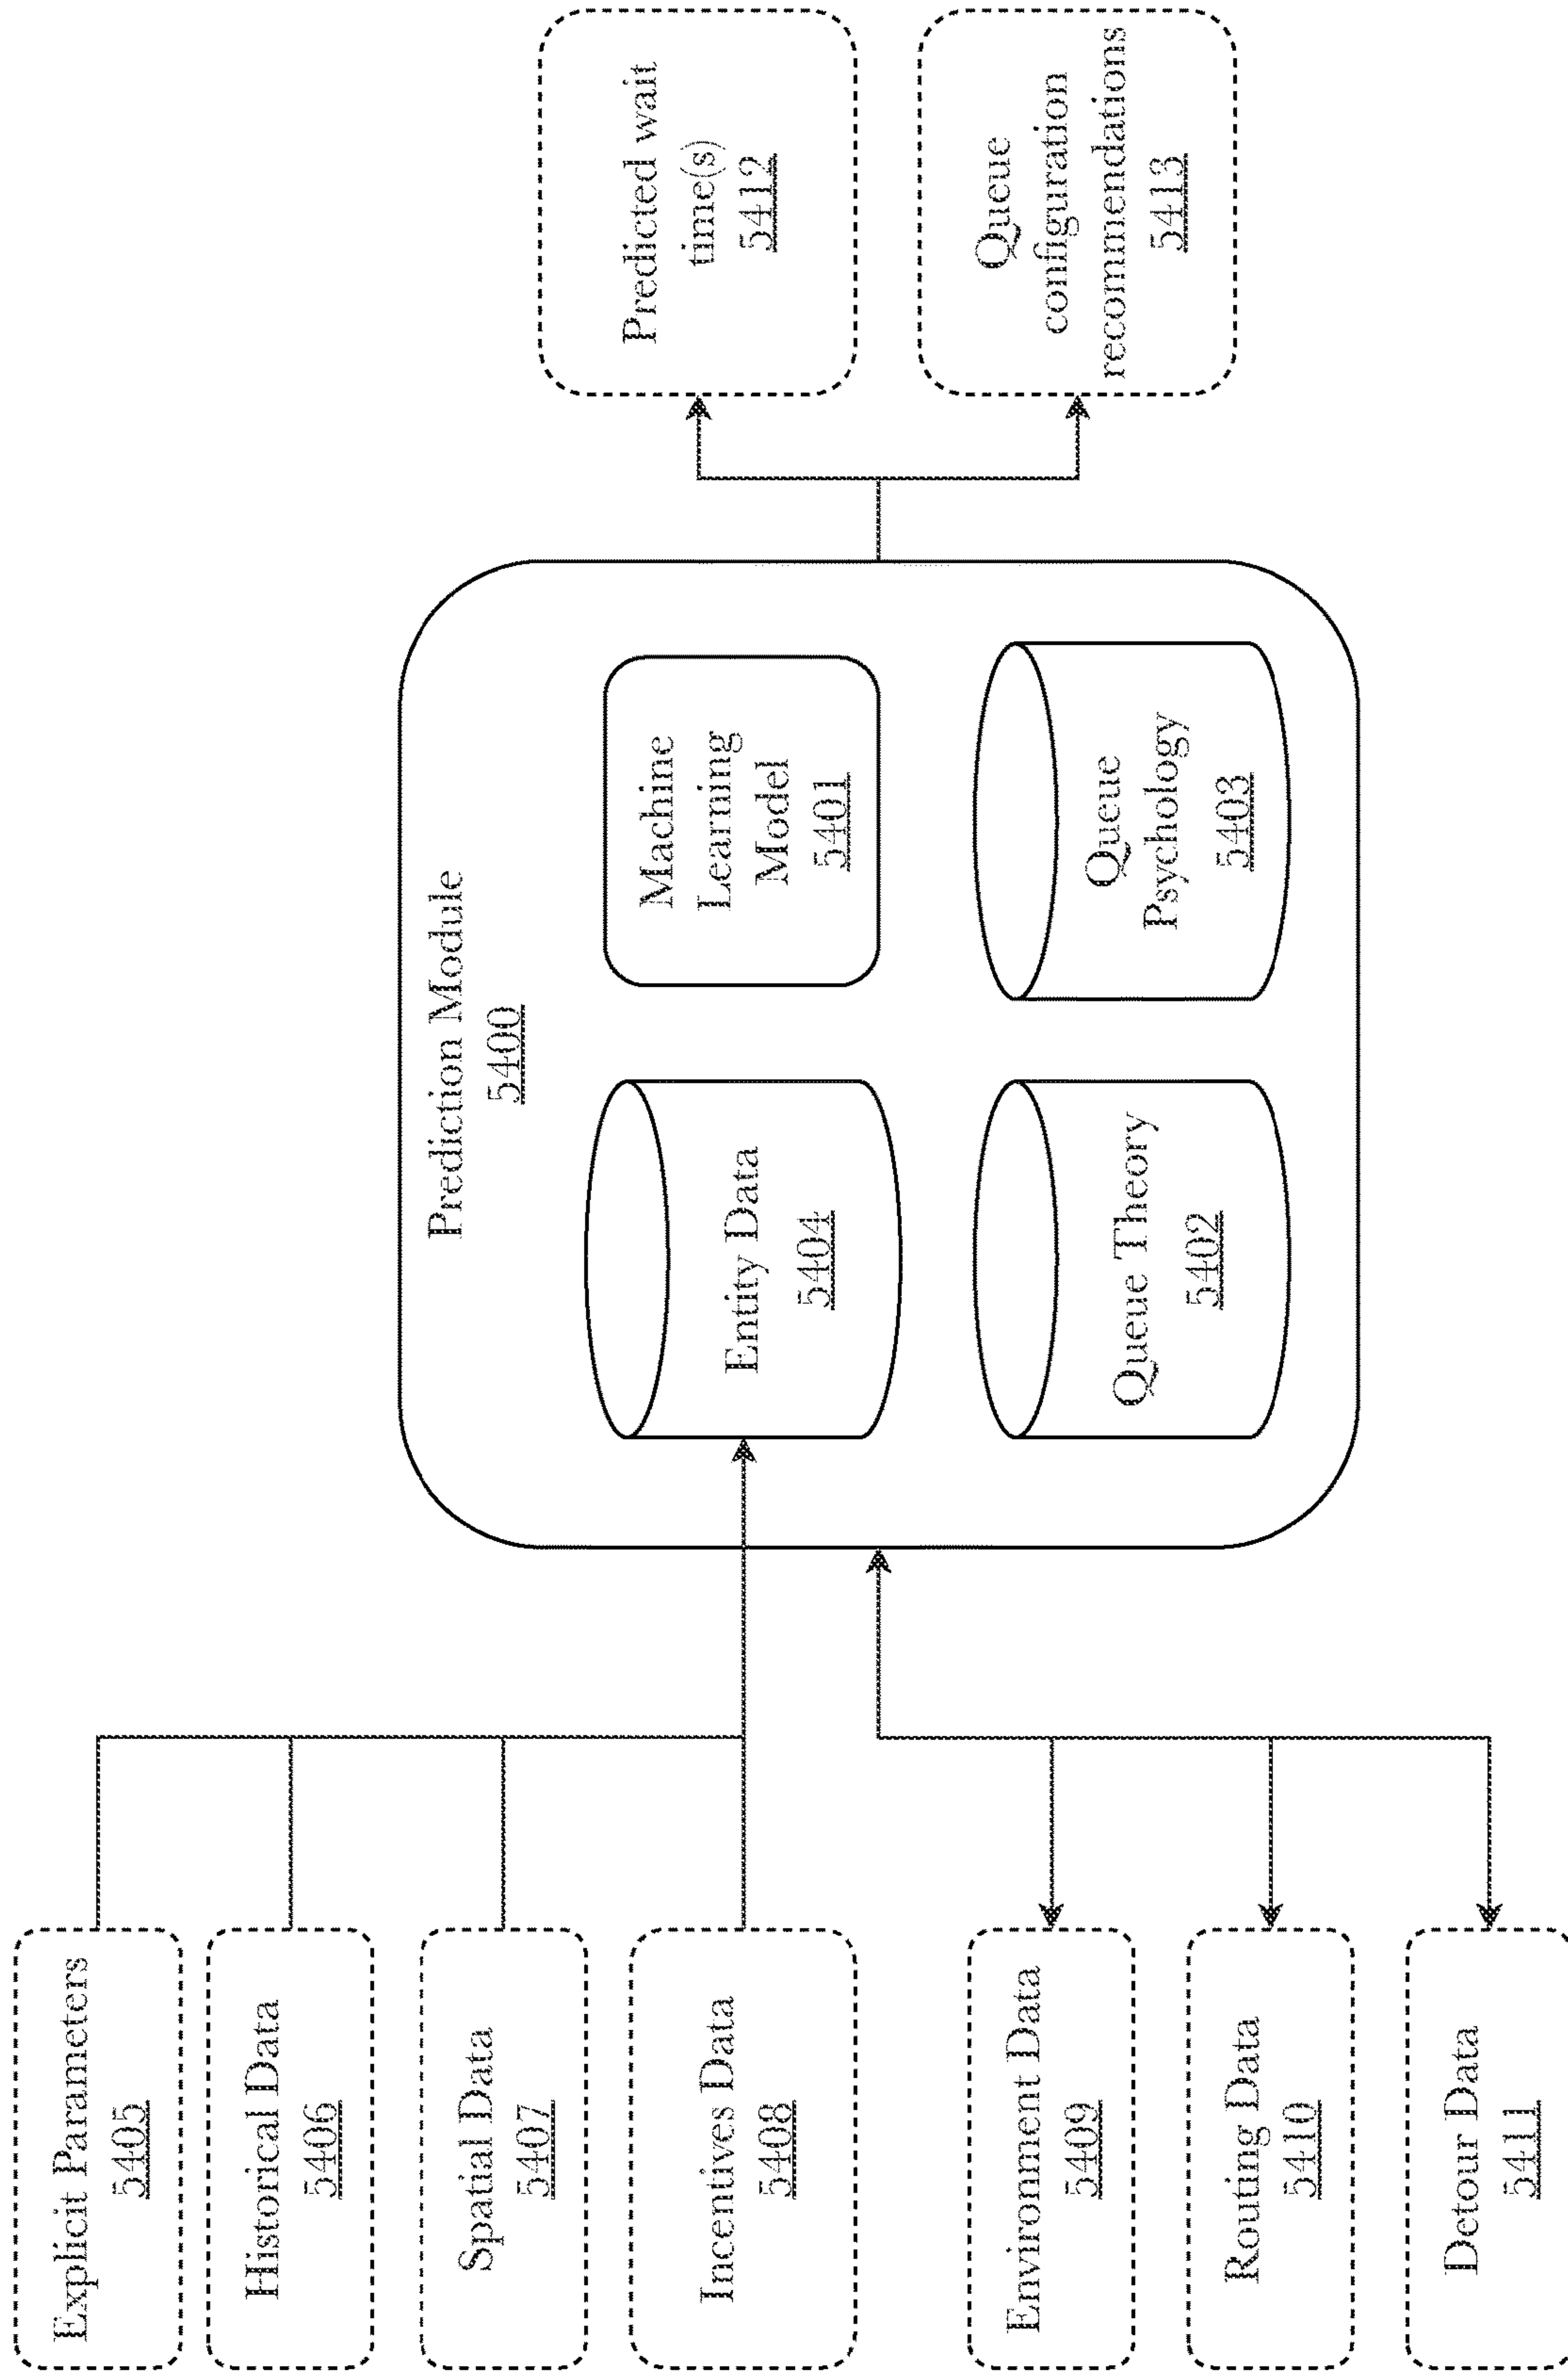 Explicit Parameters
5405
Historical Data
5406
Spatial Data
5407
Incentives Data
5408
Environment Data
5409
Routing Data
5410
Detour Data
5411
Prediction Module
5400
Entity Data
5404
Machine
Learning
Model
5401
Queue Theory
5402
Queue
Psychology
5403
Predicted wait
time(s)
5412
Queue
configuration
recommendations
5413